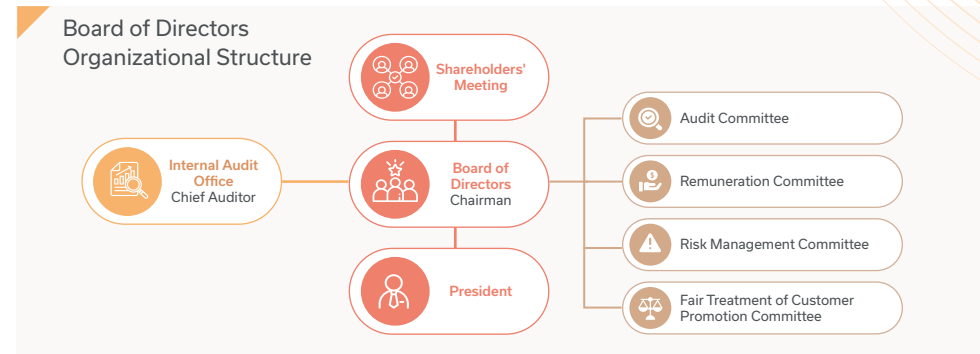 Board of Directors
Organizational Structure
Shareholders'
Meeting
Internal Audit
Office
Chief Auditor
Board of
Directors
Chairman
President
Audit Committee
Remuneration Committee
Risk Management Committee
Fair Treatment of Customer
Promotion Committee